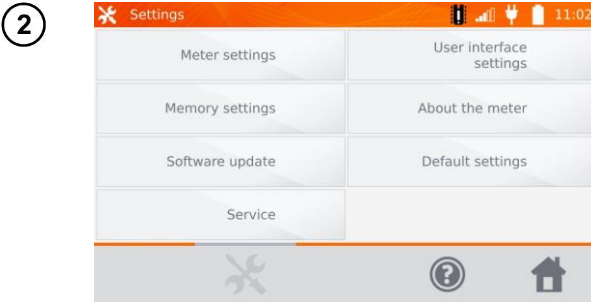 2
Settings
11:02
Meter settings
User interface
settings
Memory settings
About the meter
Software update
Default settings
Service
?